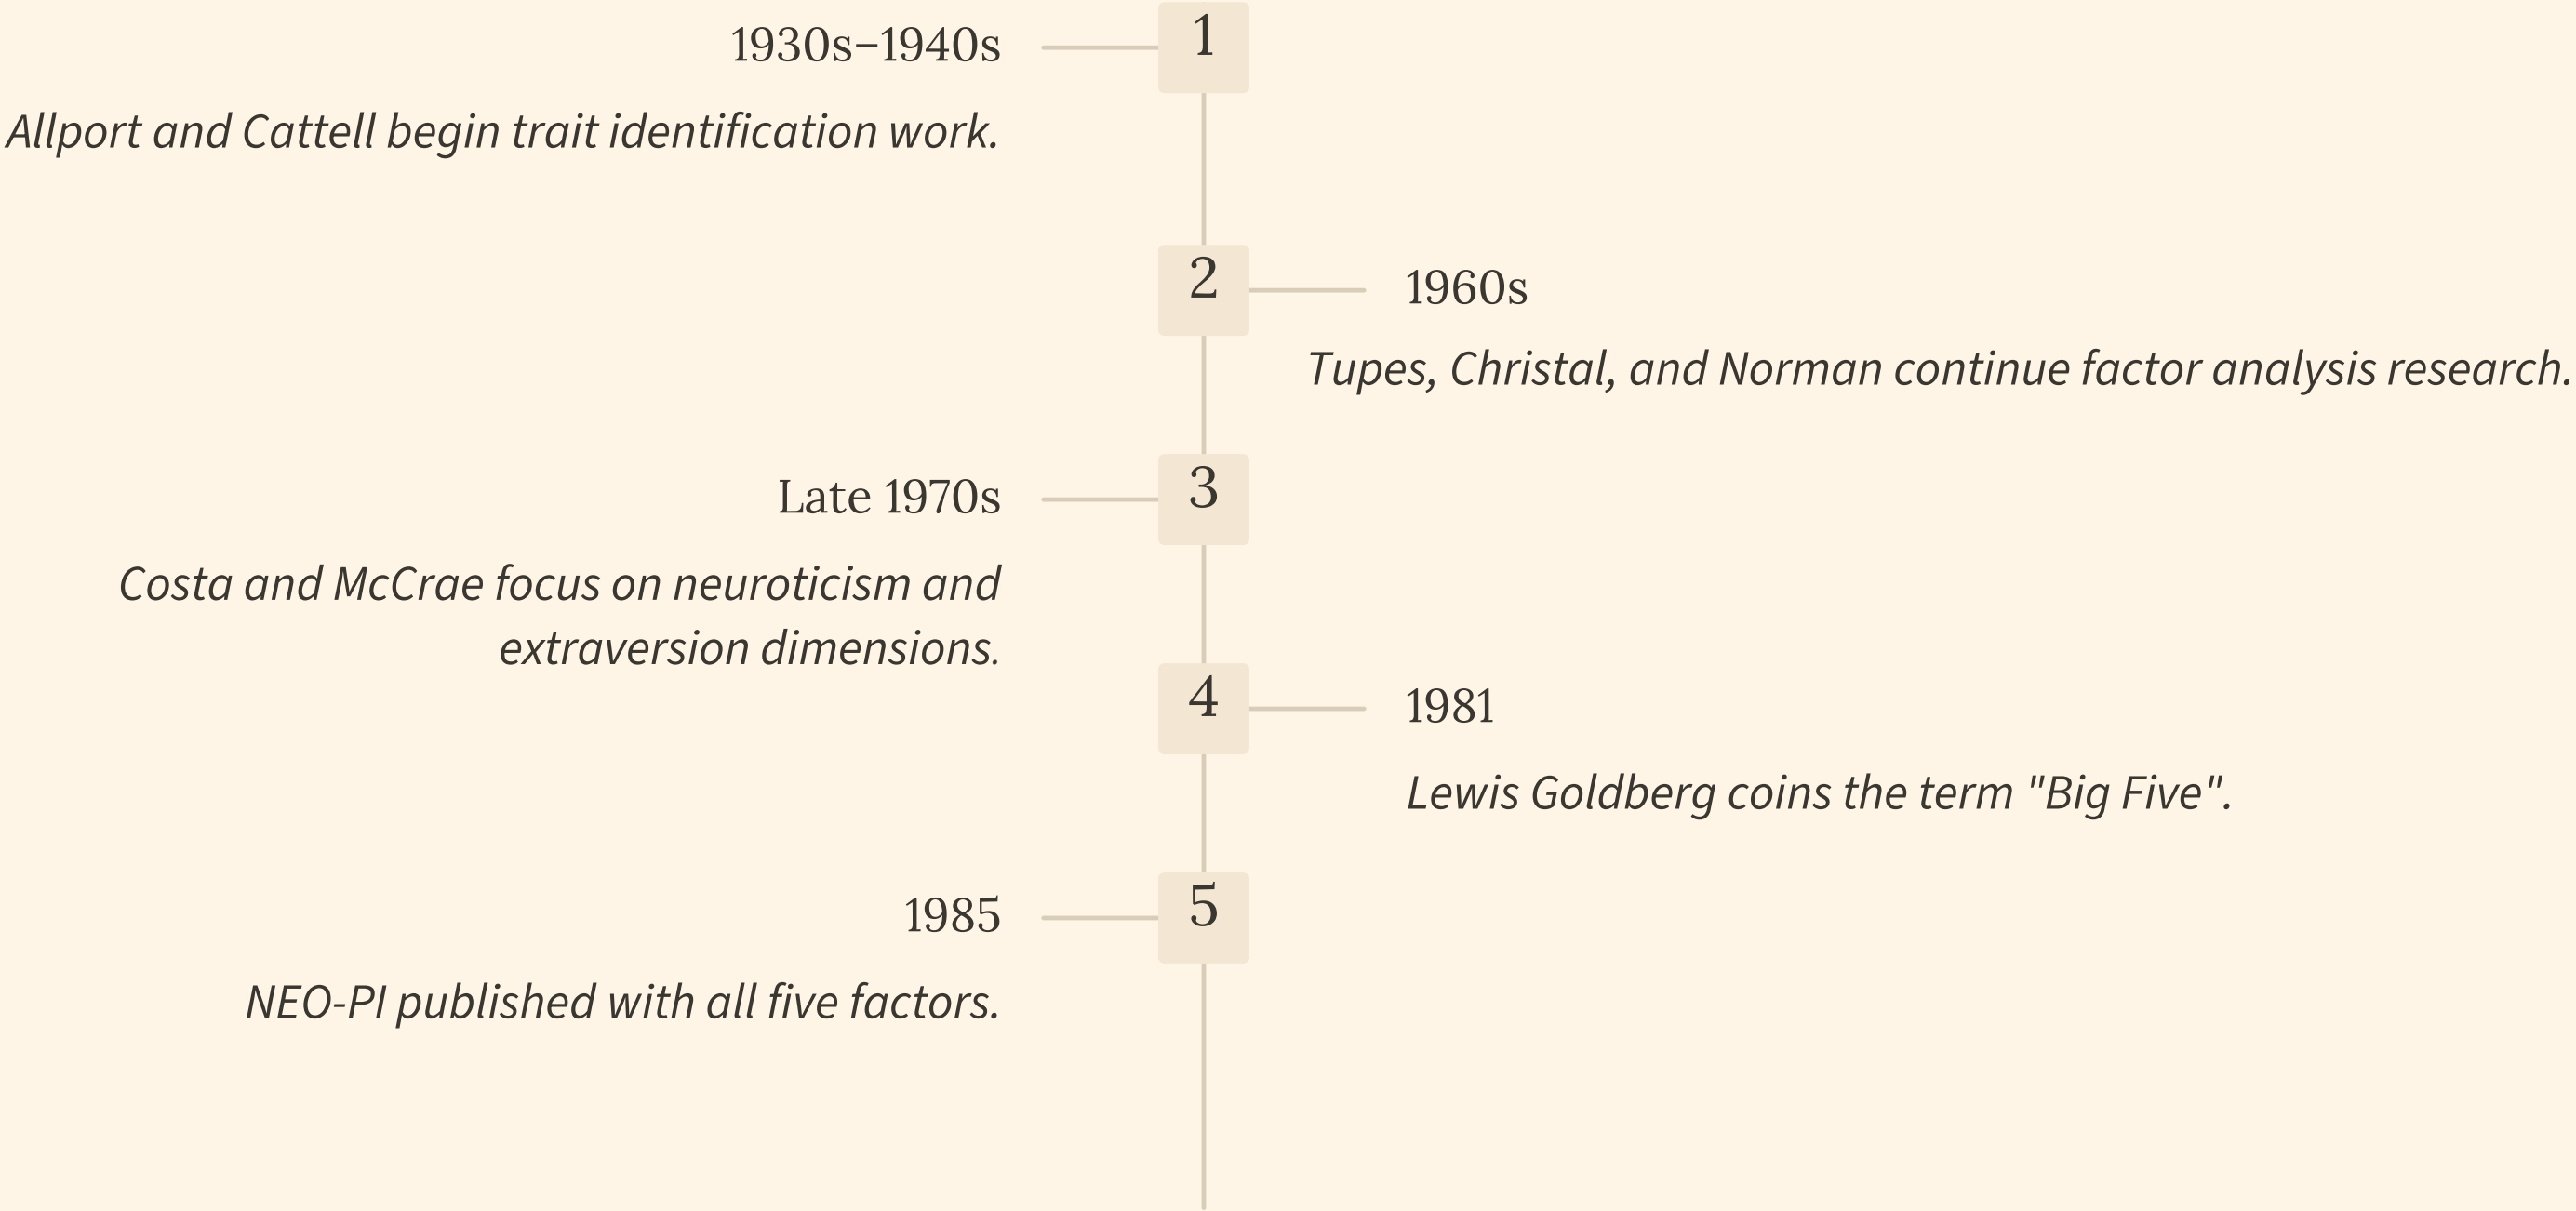 1
1930s–1940s
Allport and Cattell begin trait identification work.
2
1960s
Tupes, Christal, and Norman continue factor analysis research.
3
Late 1970s
Costa and McCrae focus on neuroticism and
extraversion dimensions.
4
1981
Lewis Goldberg coins the term "Big Five".
5
1985
NEO-PI published with all five factors.